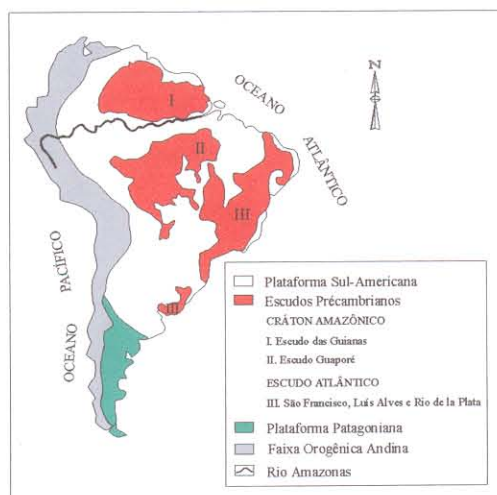 N
OCEANO
ATLÂNTICO
I
II
III
III
PACÍFICO
OCEANO
Plataforma Sul-Americana
Escudos Précambrianos
CRÁTON AMAZÔNICO
I. Escudo das Guianas
II. Escudo Guaporé
ESCUDO ATLÂNTICO
III. São Francisco, Luís Alves e Rio de la Plata
Plataforma Patagoniana
Faixa Orogênica Andina
Rio Amazonas